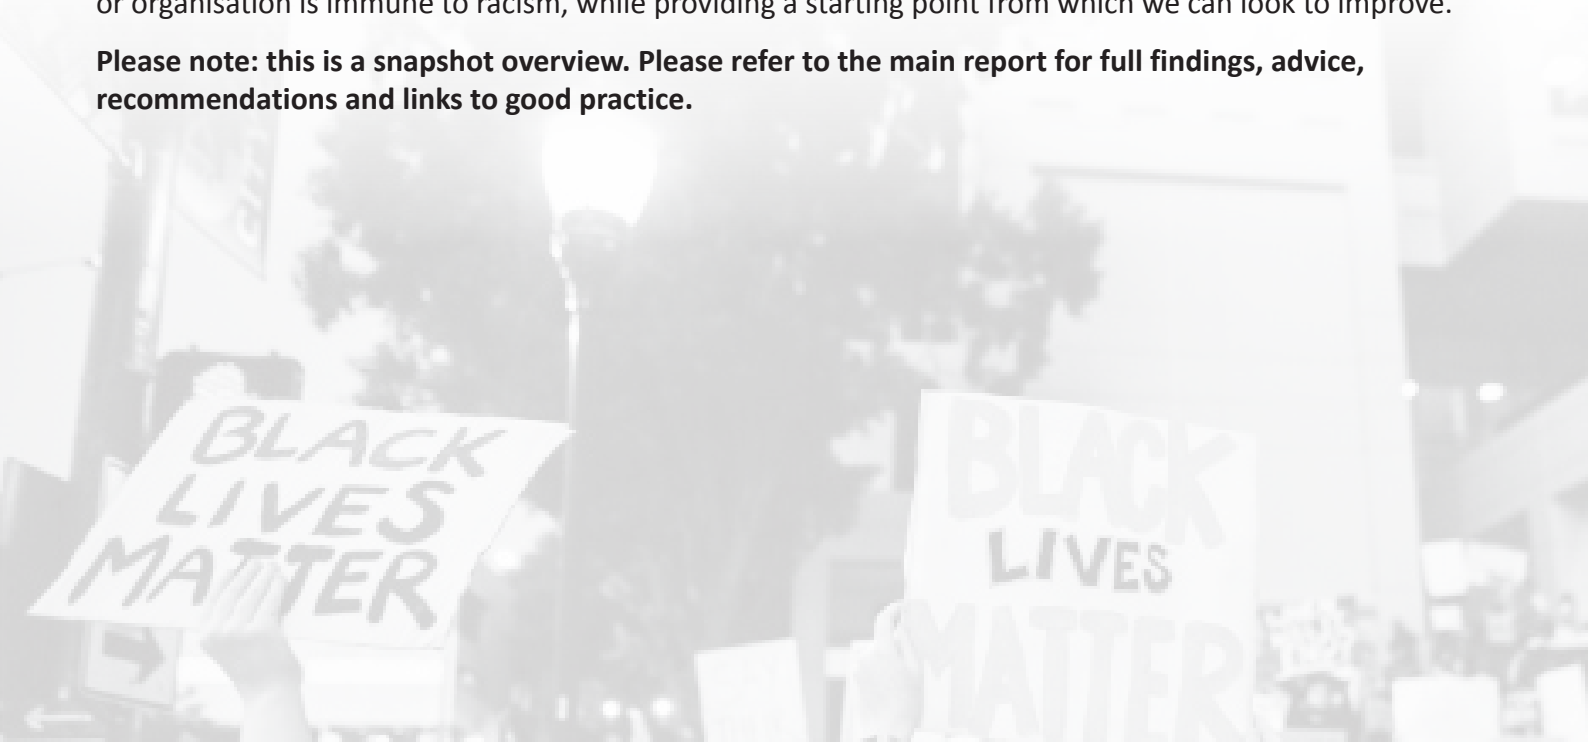 or organisation is immune to racism, while providing a starting point from which we can look to improve.
Please note: this is a snapshot overview. Please refer to the main report for full findings, advice,
recommendations and links to good practice.
BLACK
LIVES
MATTER
BLACK
LIVES
MATTER